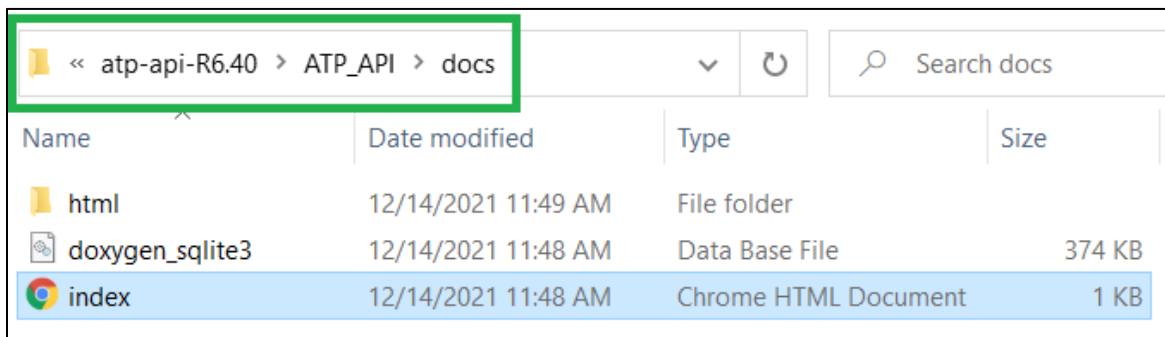 « atp-api-R6.40 > ATP_API > docs Search docs
Name Date modified Type Size
html 12/14/2021 11:49 AM File folder
doxygen_sqlite3 12/14/2021 11:48 AM Data Base File 374 KB
index 12/14/2021 11:48 AM Chrome HTML Document 1 KB